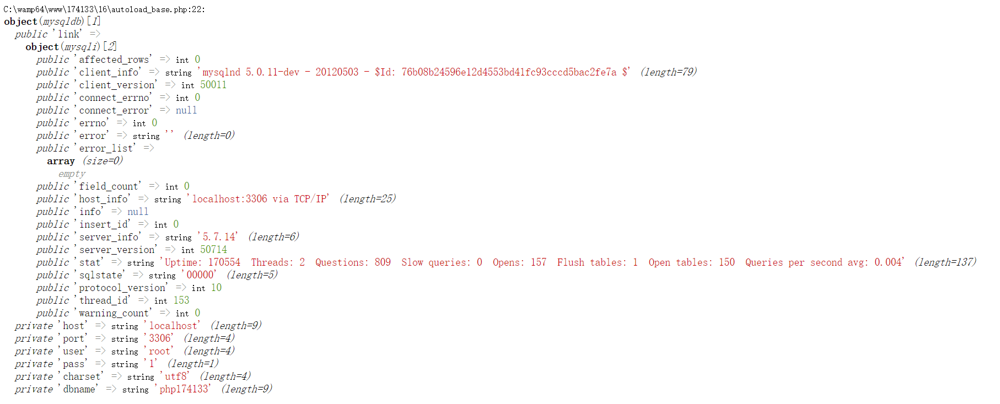 C:\wamp64\www\174133\16\autoload_base.php:22:
object(mysqldb)[1]
public 'link' =>
object(mysqli)[2]
public 'affected_rows' => int 0
public 'client_info' => string 'mysqlnd 5.0.11-dev - 20120503 - $Id: 76b08b24596e12d4553bd41fc93cccd5bac2fe7a $' (length=79)
public 'client_version' => int 50011
public 'connect_errno' => int 0
public 'connect_error' => null
public 'errno' => int 0
public 'error' => string '' (length=0)
public 'error_list' =>
array (size=0)
empty
public 'field_count' => int 0
public 'host_info' => string 'localhost:3306 via TCP/IP' (length=25)
public 'info' => null
public 'insert_id' => int 0
public 'server_info' => string '5.7.14' (length=6)
public 'server_version' => int 50714
public 'stat' => string 'Uptime: 170554  Threads: 2  Questions: 809  Slow queries: 0  Opens: 157  Flush tables: 1  Open tables: 150  Queries per second avg: 0.004' (length=137)
public 'sqlstate' => string '00000' (length=5)
public 'protocol_version' => int 10
public 'thread_id' => int 153
public 'warning_count' => int 0
private 'host' => string 'localhost' (length=9)
private 'port' => string '3306' (length=4)
private 'user' => string 'root' (length=4)
private 'pass' => string '1' (length=1)
private 'charset' => string 'utf8' (length=4)
private 'dbname' => string 'php174133' (length=9)